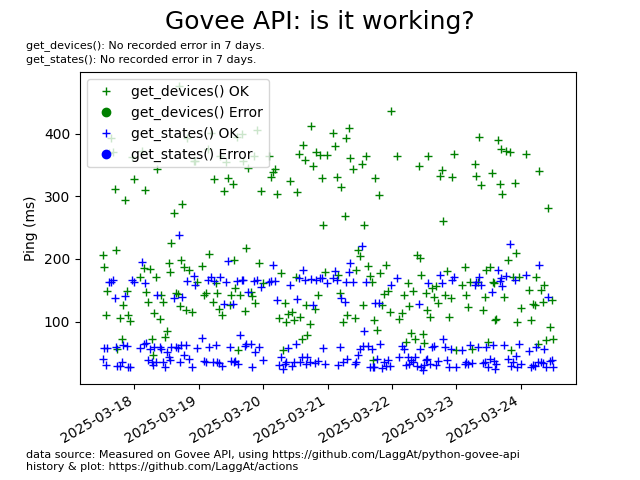 Govee API: is it working?
get_devices(): No recorded error in 7 days.
get_states(): No recorded error in 7 days.
get_devices() OK
get_devices() Error
get_states() OK
get_states() Error
Ping (ms)
400
300
200
100
2025-03-18
2025-03-19
2025-03-20
2025-03-21
2025-03-22
2025-03-23
2025-03-24
data source: Measured on Govee API, using https://github.com/LaggAt/python-govee-api
history & plot: https://github.com/LaggAt/actions